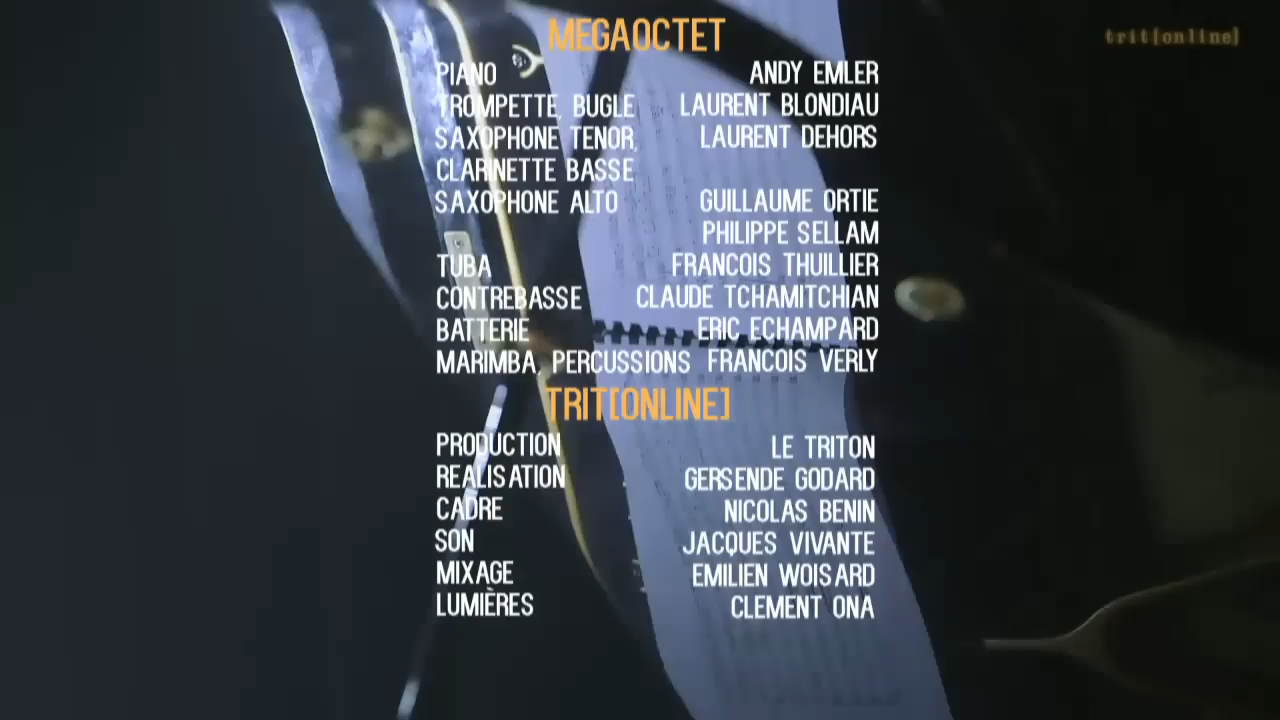 MEGAOCTET
trit[online]
PIANO ANDY EMLER
TROMPETTE, BUGLE LAURENT BLONDIAU
SAXOPHONE TENOR, LAURENT DEHORS
CLARINETTE BASSE
SAXOPHONE ALTO GUILLAUME ORTIE
PHILIPPE SELLAM
TUBA FRANCOIS THUILLIER
CONTREBASSE CLAUDE TCHAMITCHIAN
BATTERIE ERIC ECHAMPARD
MARIMBA, PERCUSSIONS FRANCOIS VERLY
TRIT[ONLINE]
PRODUCTION LE TRITON
REALISATION GERSENDE GODARD
CADRE NICOLAS BENIN
SON JACQUES VIVANTE
MIXAGE EMILIEN WOISARD
LUMIÈRES CLEMENT ONA